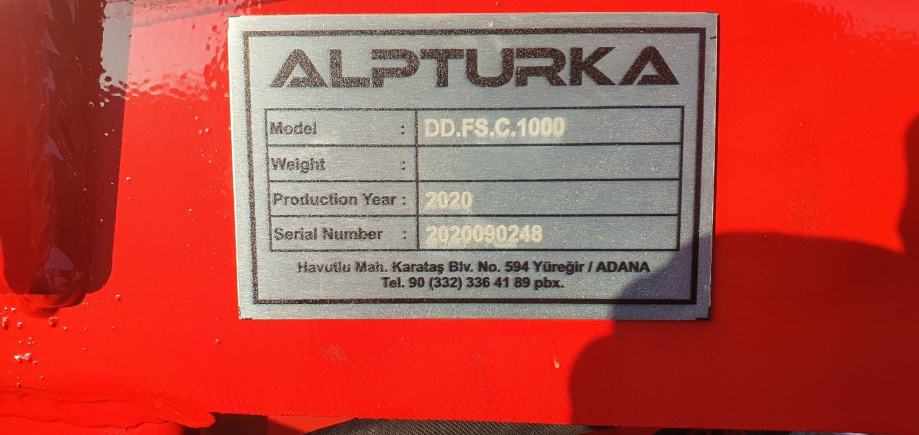 ALPTURKA
Model : DD.FS.C.1000
Weight :
Production Year : 2020
Serial Number : 2020090248
Havutlu Mah. Karataş Blv. No. 594 Yüreğir / ADANA
Tel. 90 (332) 336 41 89 pbx.